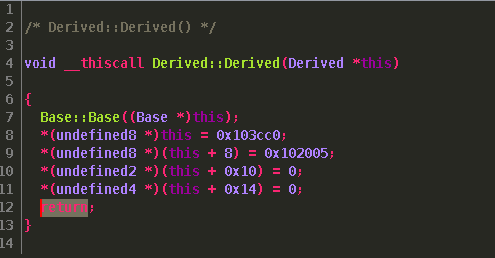 1
2 /* Derived::Derived() */
3
4 void __thiscall Derived::Derived(Derived *this)
5
6 {
7 Base::Base((Base *)this);
8 *(undefined8 *)this = 0x103cc0;
9 *(undefined8 *)(this + 8) = 0x102005;
10 *(undefined2 *)(this + 0x10) = 0;
11 *(undefined4 *)(this + 0x14) = 0;
12 return;
13 }
14